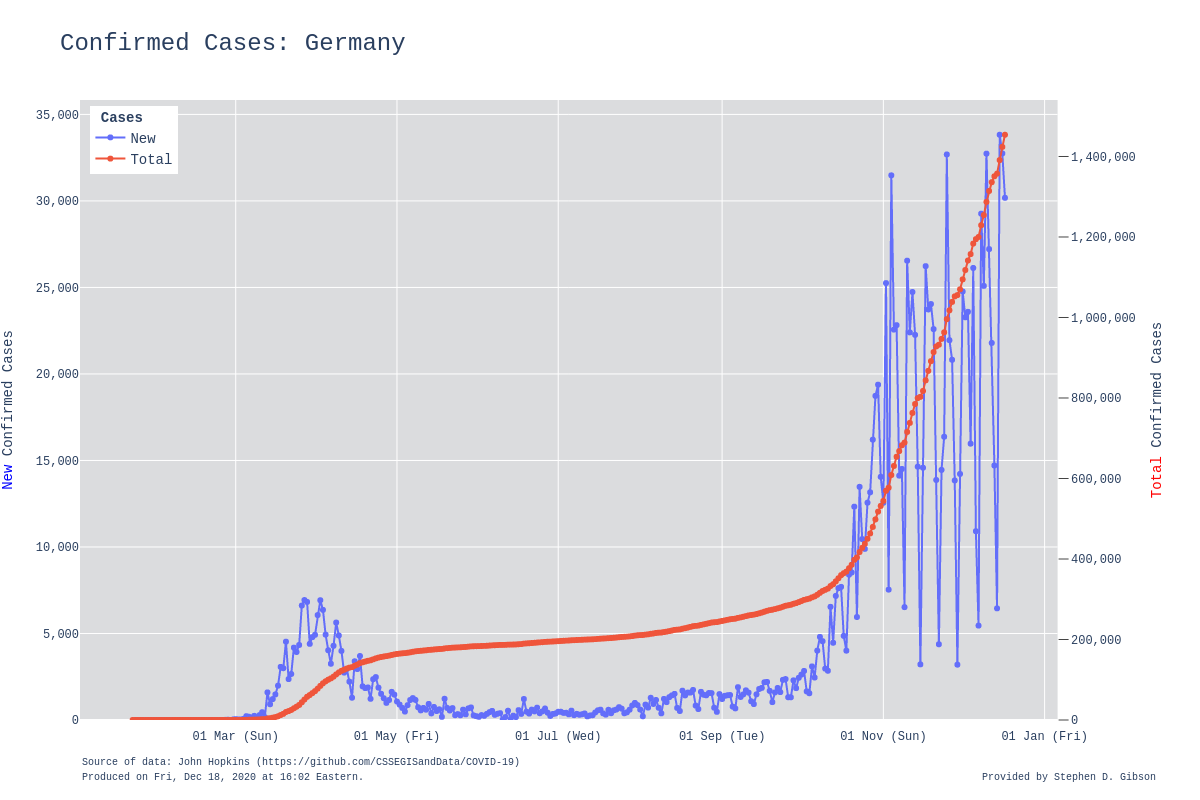 Confirmed Cases: Germany
Cases
New
Total
35,000
30,000
25,000
20,000
15,000
10,000
5,000
0
New Confirmed Cases
1,400,000
1,200,000
1,000,000
800,000
600,000
400,000
200,000
0
Total Confirmed Cases
01 Mar (Sun) 01 May (Fri) 01 Jul (Wed) 01 Sep (Tue) 01 Nov (Sun) 01 Jan (Fri)
Source of data: John Hopkins (https://github.com/CSSEGISandData/COVID-19)
Produced on Fri, Dec 18, 2020 at 16:02 Eastern.
Provided by Stephen D. Gibson